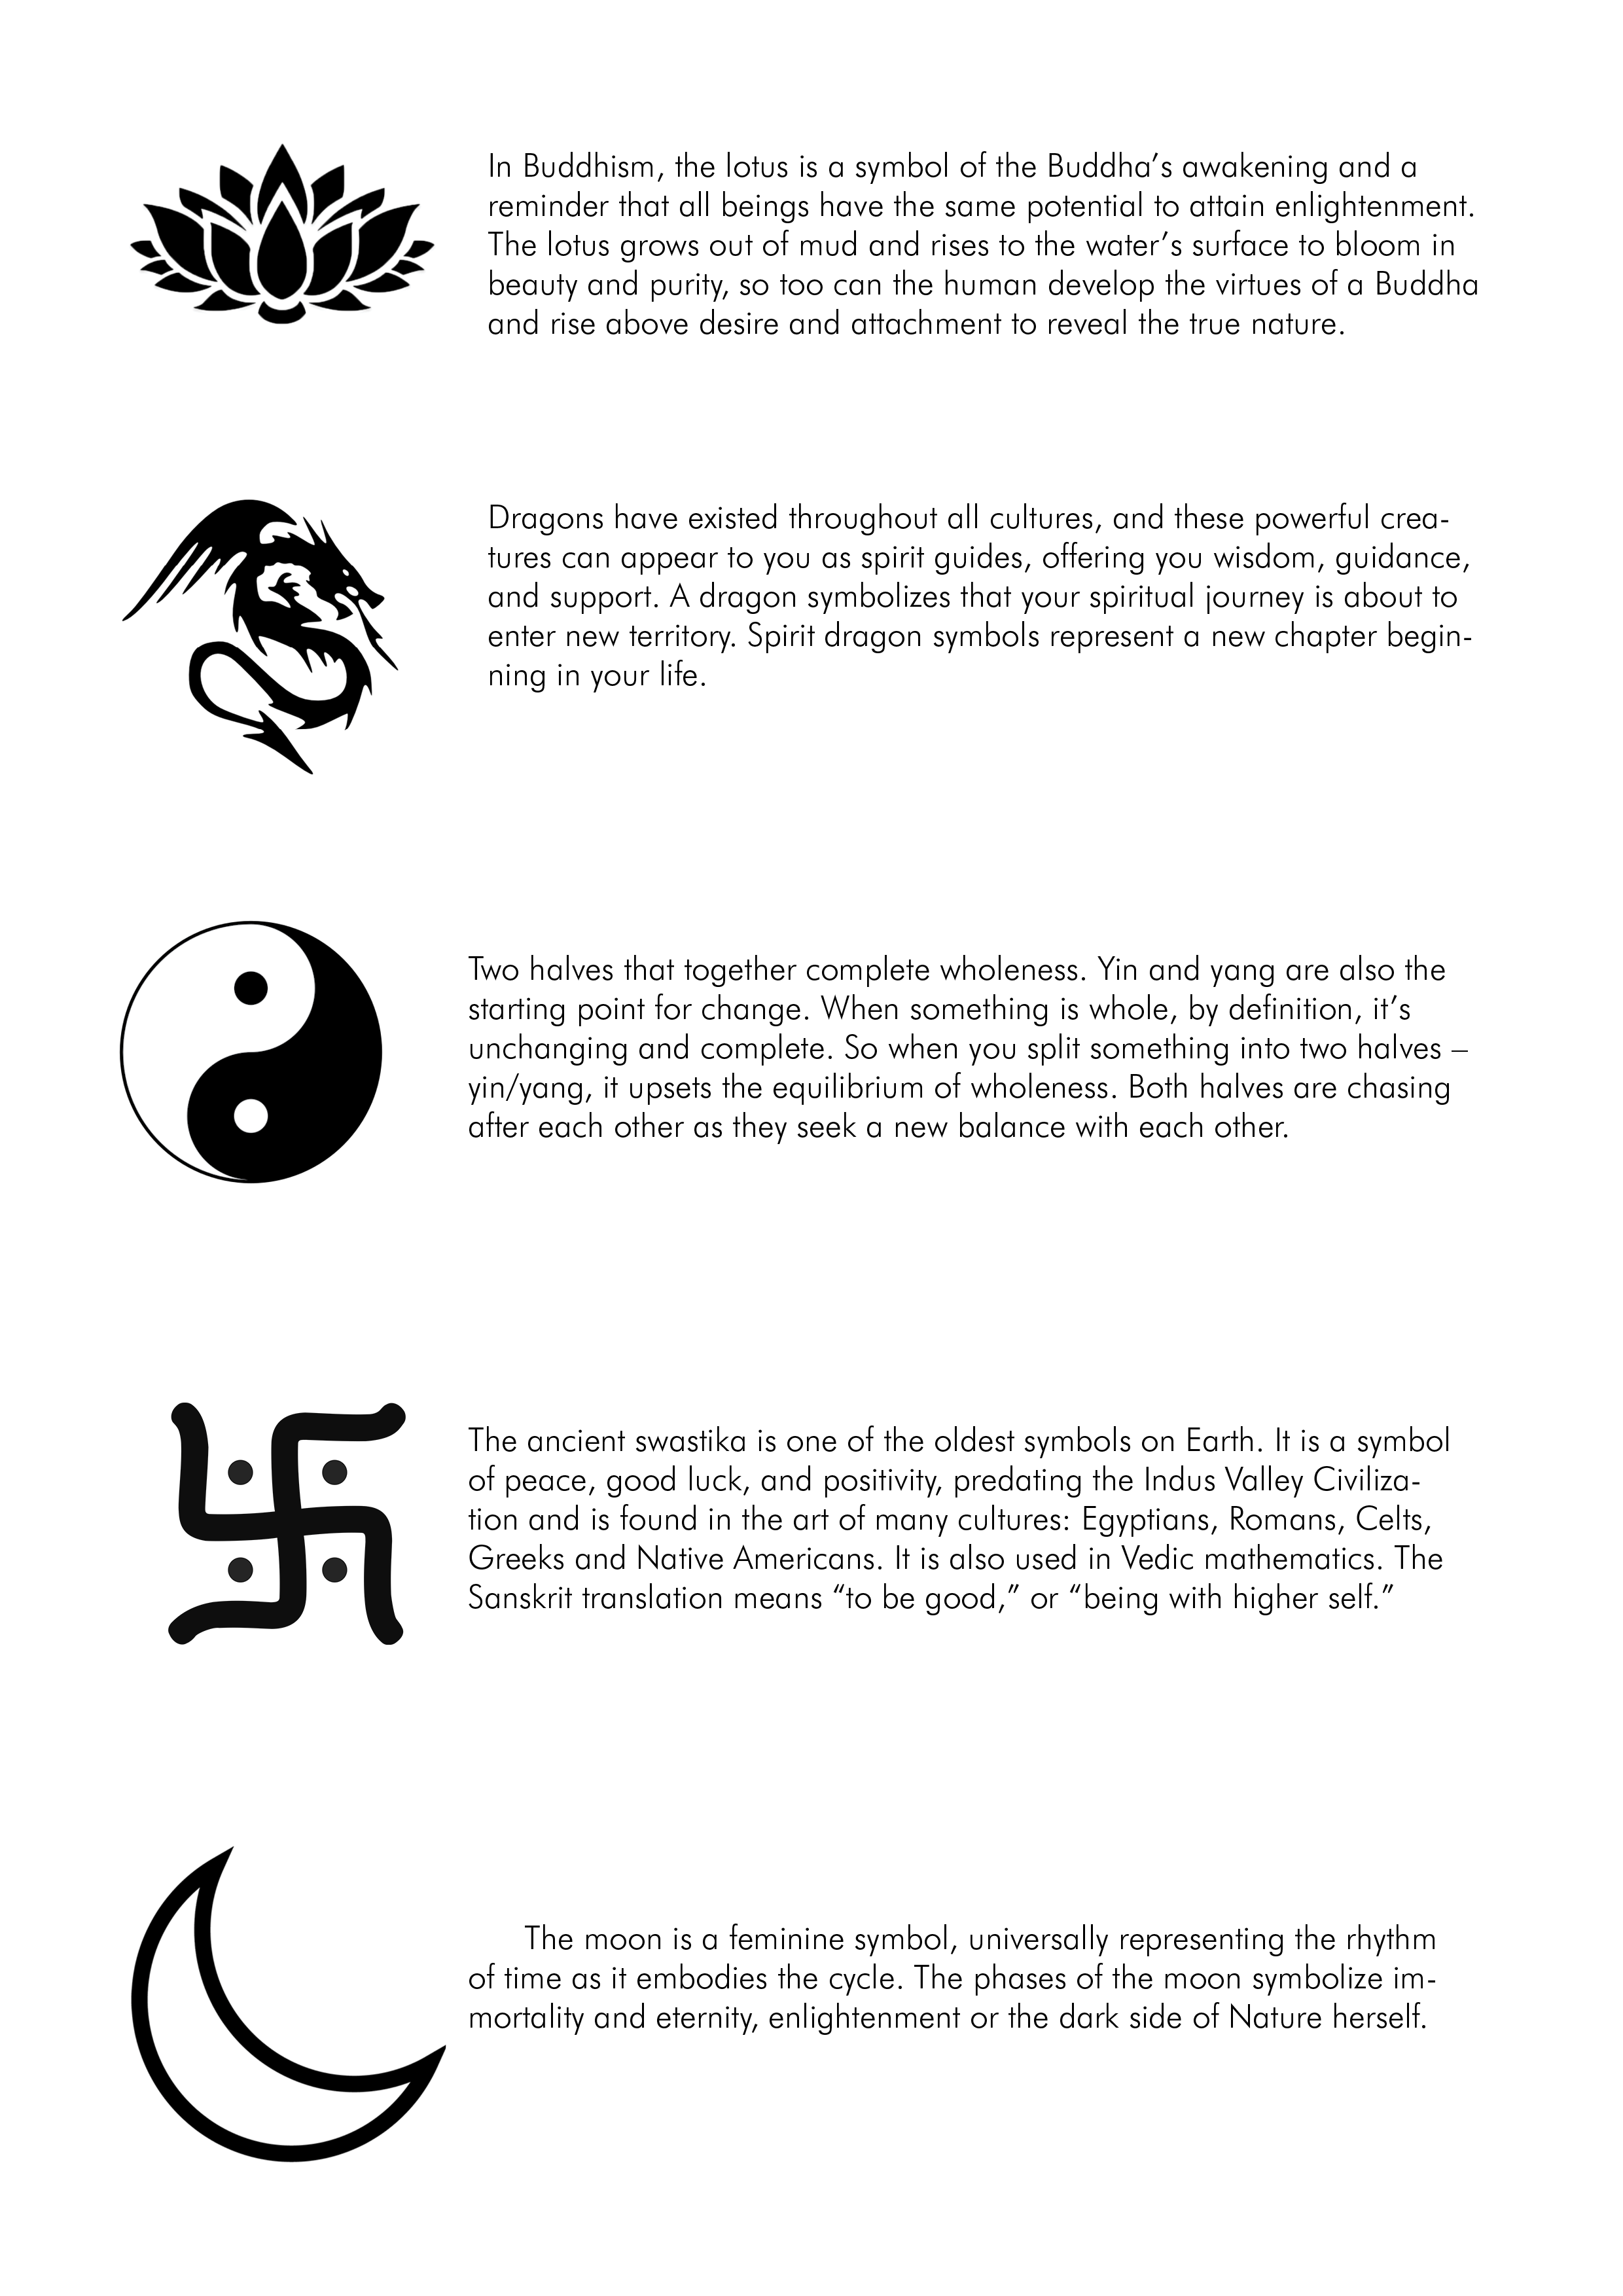 In Buddhism, the lotus is a symbol of the Buddha’s awakening and a
reminder that all beings have the same potential to attain enlightenment.
The lotus grows out of mud and rises to the water’s surface to bloom in
beauty and purity, so too can the human develop the virtues of a Buddha
and rise above desire and attachment to reveal the true nature.
Dragons have existed throughout all cultures, and these powerful crea-
tures can appear to you as spirit guides, offering you wisdom, guidance,
and support. A dragon symbolizes that your spiritual journey is about to
enter new territory. Spirit dragon symbols represent a new chapter begin-
ning in your life.
Two halves that together complete wholeness. Yin and yang are also the
starting point for change. When something is whole, by definition, it’s
unchanging and complete. So when you split something into two halves –
yin/yang, it upsets the equilibrium of wholeness. Both halves are chasing
after each other as they seek a new balance with each other.
The ancient swastika is one of the oldest symbols on Earth. It is a symbol
of peace, good luck, and positivity, predating the Indus Valley Civiliza-
tion and is found in the art of many cultures: Egyptians, Romans, Celts,
Greeks and Native Americans. It is also used in Vedic mathematics. The
Sanskrit translation means “to be good,” or “being with higher self.”
The moon is a feminine symbol, universally representing the rhythm
of time as it embodies the cycle. The phases of the moon symbolize im-
mortality and eternity, enlightenment or the dark side of Nature herself.